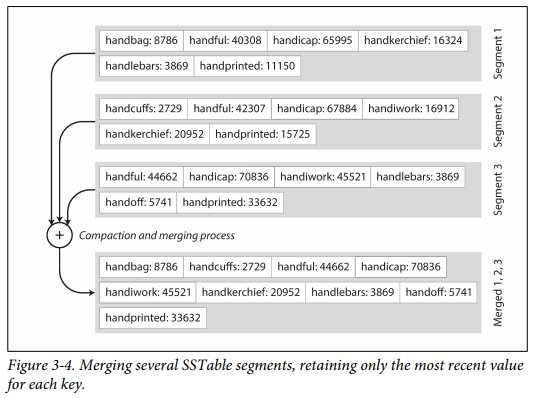 handbag: 8786 handful: 40308 handicap: 65995 handkerchief: 16324
handlebars: 3869 handprinted: 11150
Segment 1
handcuffs: 2729 handful: 42307 handicap: 67884 handiwork: 16912
handkerchief: 20952 handprinted: 15725
Segment 2
handful: 44662 handicap: 70836 handiwork: 45521 handlebars: 3869
handoff: 5741 handprinted: 33632
Segment 3
+ Compaction and merging process
handbag: 8786 handcuffs: 2729 handful: 44662 handicap: 70836
handiwork: 45521 handkerchief: 20952 handlebars: 3869 handoff: 5741
handprinted: 33632
Merged 1, 2, 3
Figure 3-4. Merging several SSTable segments, retaining only the most recent value
for each key.